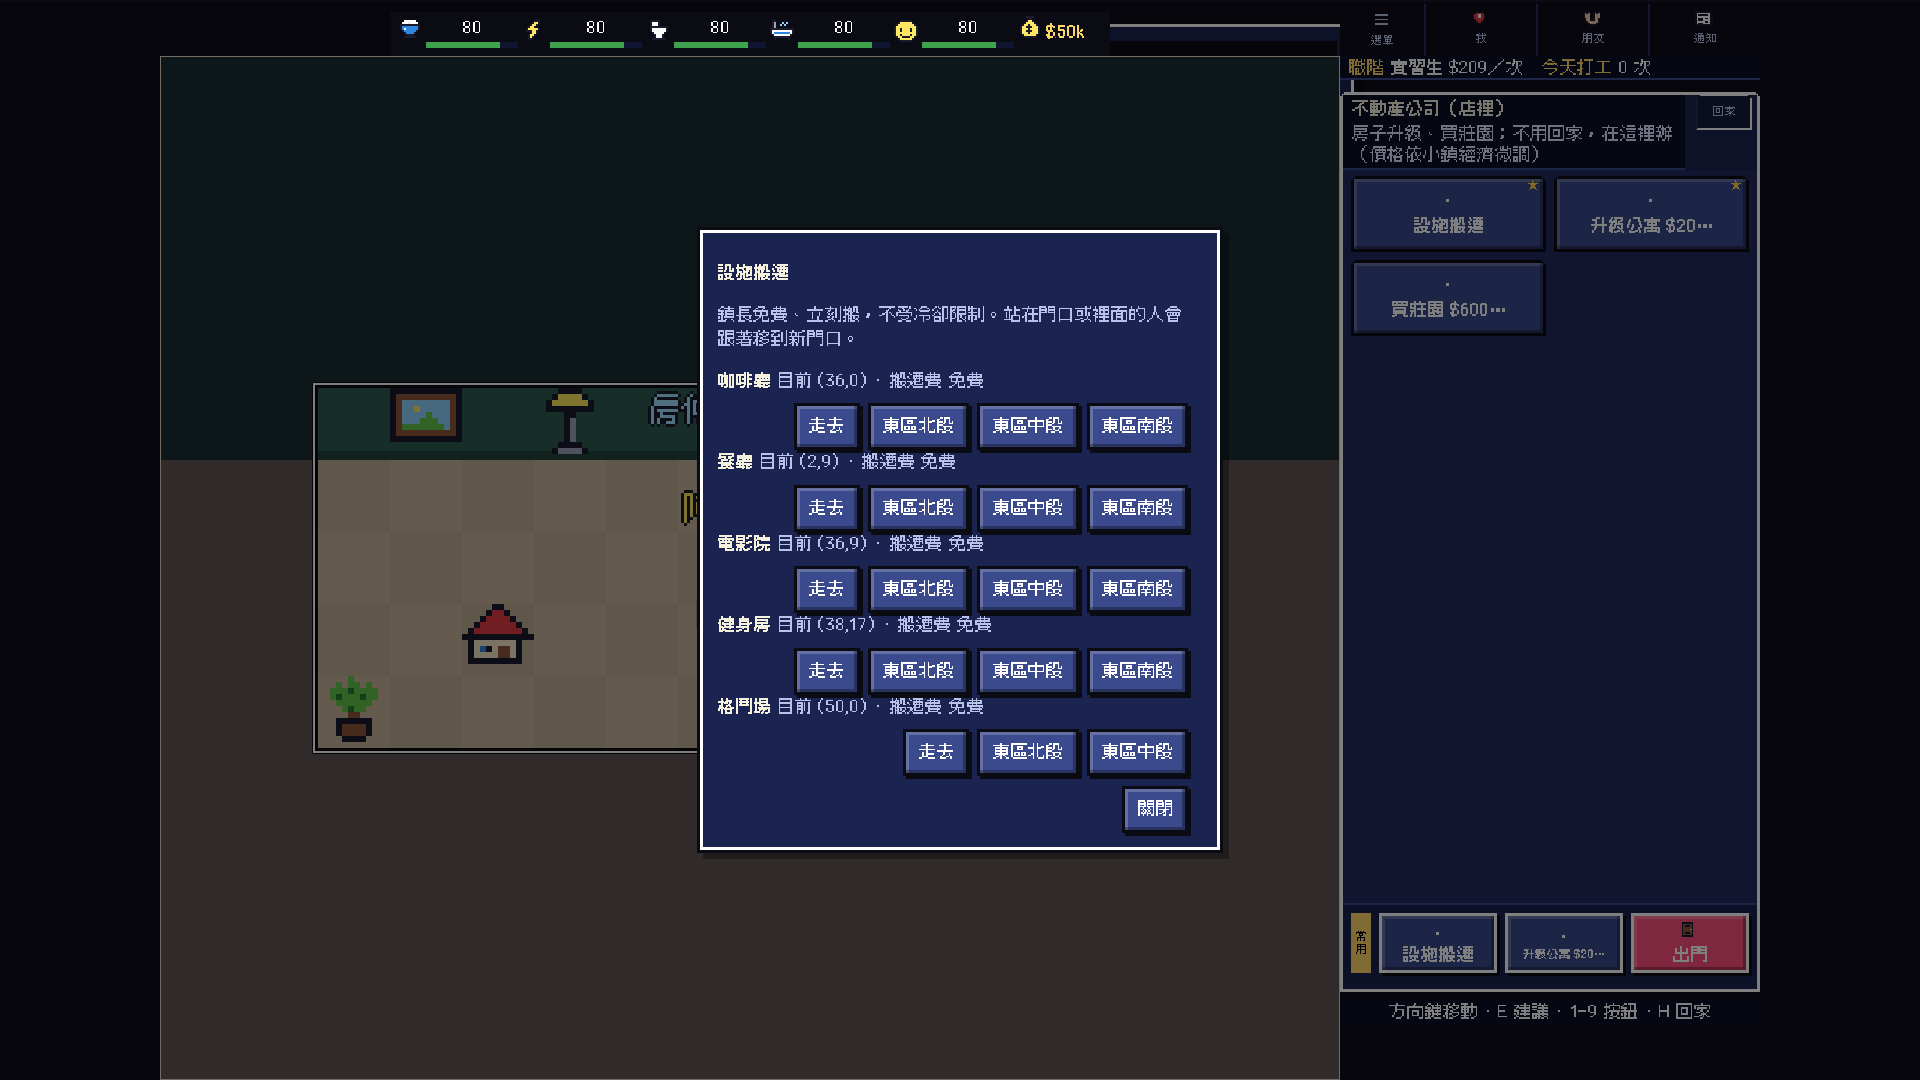 80 80 80 80 80 $50k
選單 我 朋友 通知
職階 實習生 $209／次 今天打工 0 次
不動產公司（店裡）
回家
房子升級、買莊園；不用回家，在這裡辦
（價格依小鎮經濟微調）
設施搬遷
升級公寓 $20…
買莊園 $600…
設施搬遷
鎮長免費、立刻搬，不受冷卻限制。站在門口或裡面的人會
跟著移到新門口。
咖啡廳 目前 (36,0) · 搬遷費 免費
走去 東區北段 東區中段 東區南段
餐廳 目前 (2,9) · 搬遷費 免費
走去 東區北段 東區中段 東區南段
電影院 目前 (36,9) · 搬遷費 免費
走去 東區北段 東區中段 東區南段
健身房 目前 (38,17) · 搬遷費 免費
走去 東區北段 東區中段 東區南段
格鬥場 目前 (50,0) · 搬遷費 免費
走去 東區北段 東區中段
關閉
常用
設施搬遷
升級公寓 $20…
出門
方向鍵移動 · E 建議 · 1-9 按鈕 · H 回家